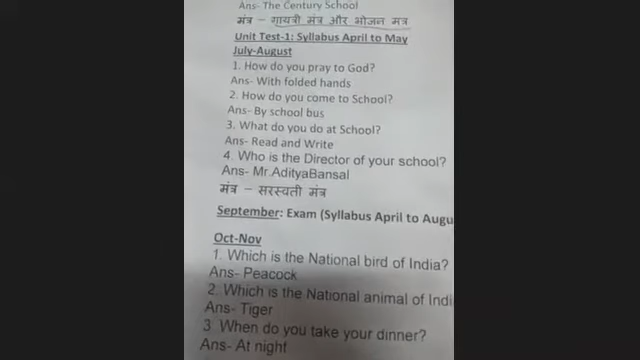 Ans- The Century School
मंत्र – गायत्री मंत्र और भोजन मंत्र
Unit Test-1: Syllabus April to May
July-August
1. How do you pray to God?
Ans- With folded hands
2. How do you come to School?
Ans- By school bus
3. What do you do at School?
Ans- Read and Write
4. Who is the Director of your school?
Ans- Mr.AdityaBansal
मंत्र – सरस्वती मंत्र
September: Exam (Syllabus April to Augu
Oct-Nov
1. Which is the National bird of India?
Ans- Peacock
2. Which is the National animal of Indi
Ans- Tiger
3. When do you take your dinner?
Ans- At night